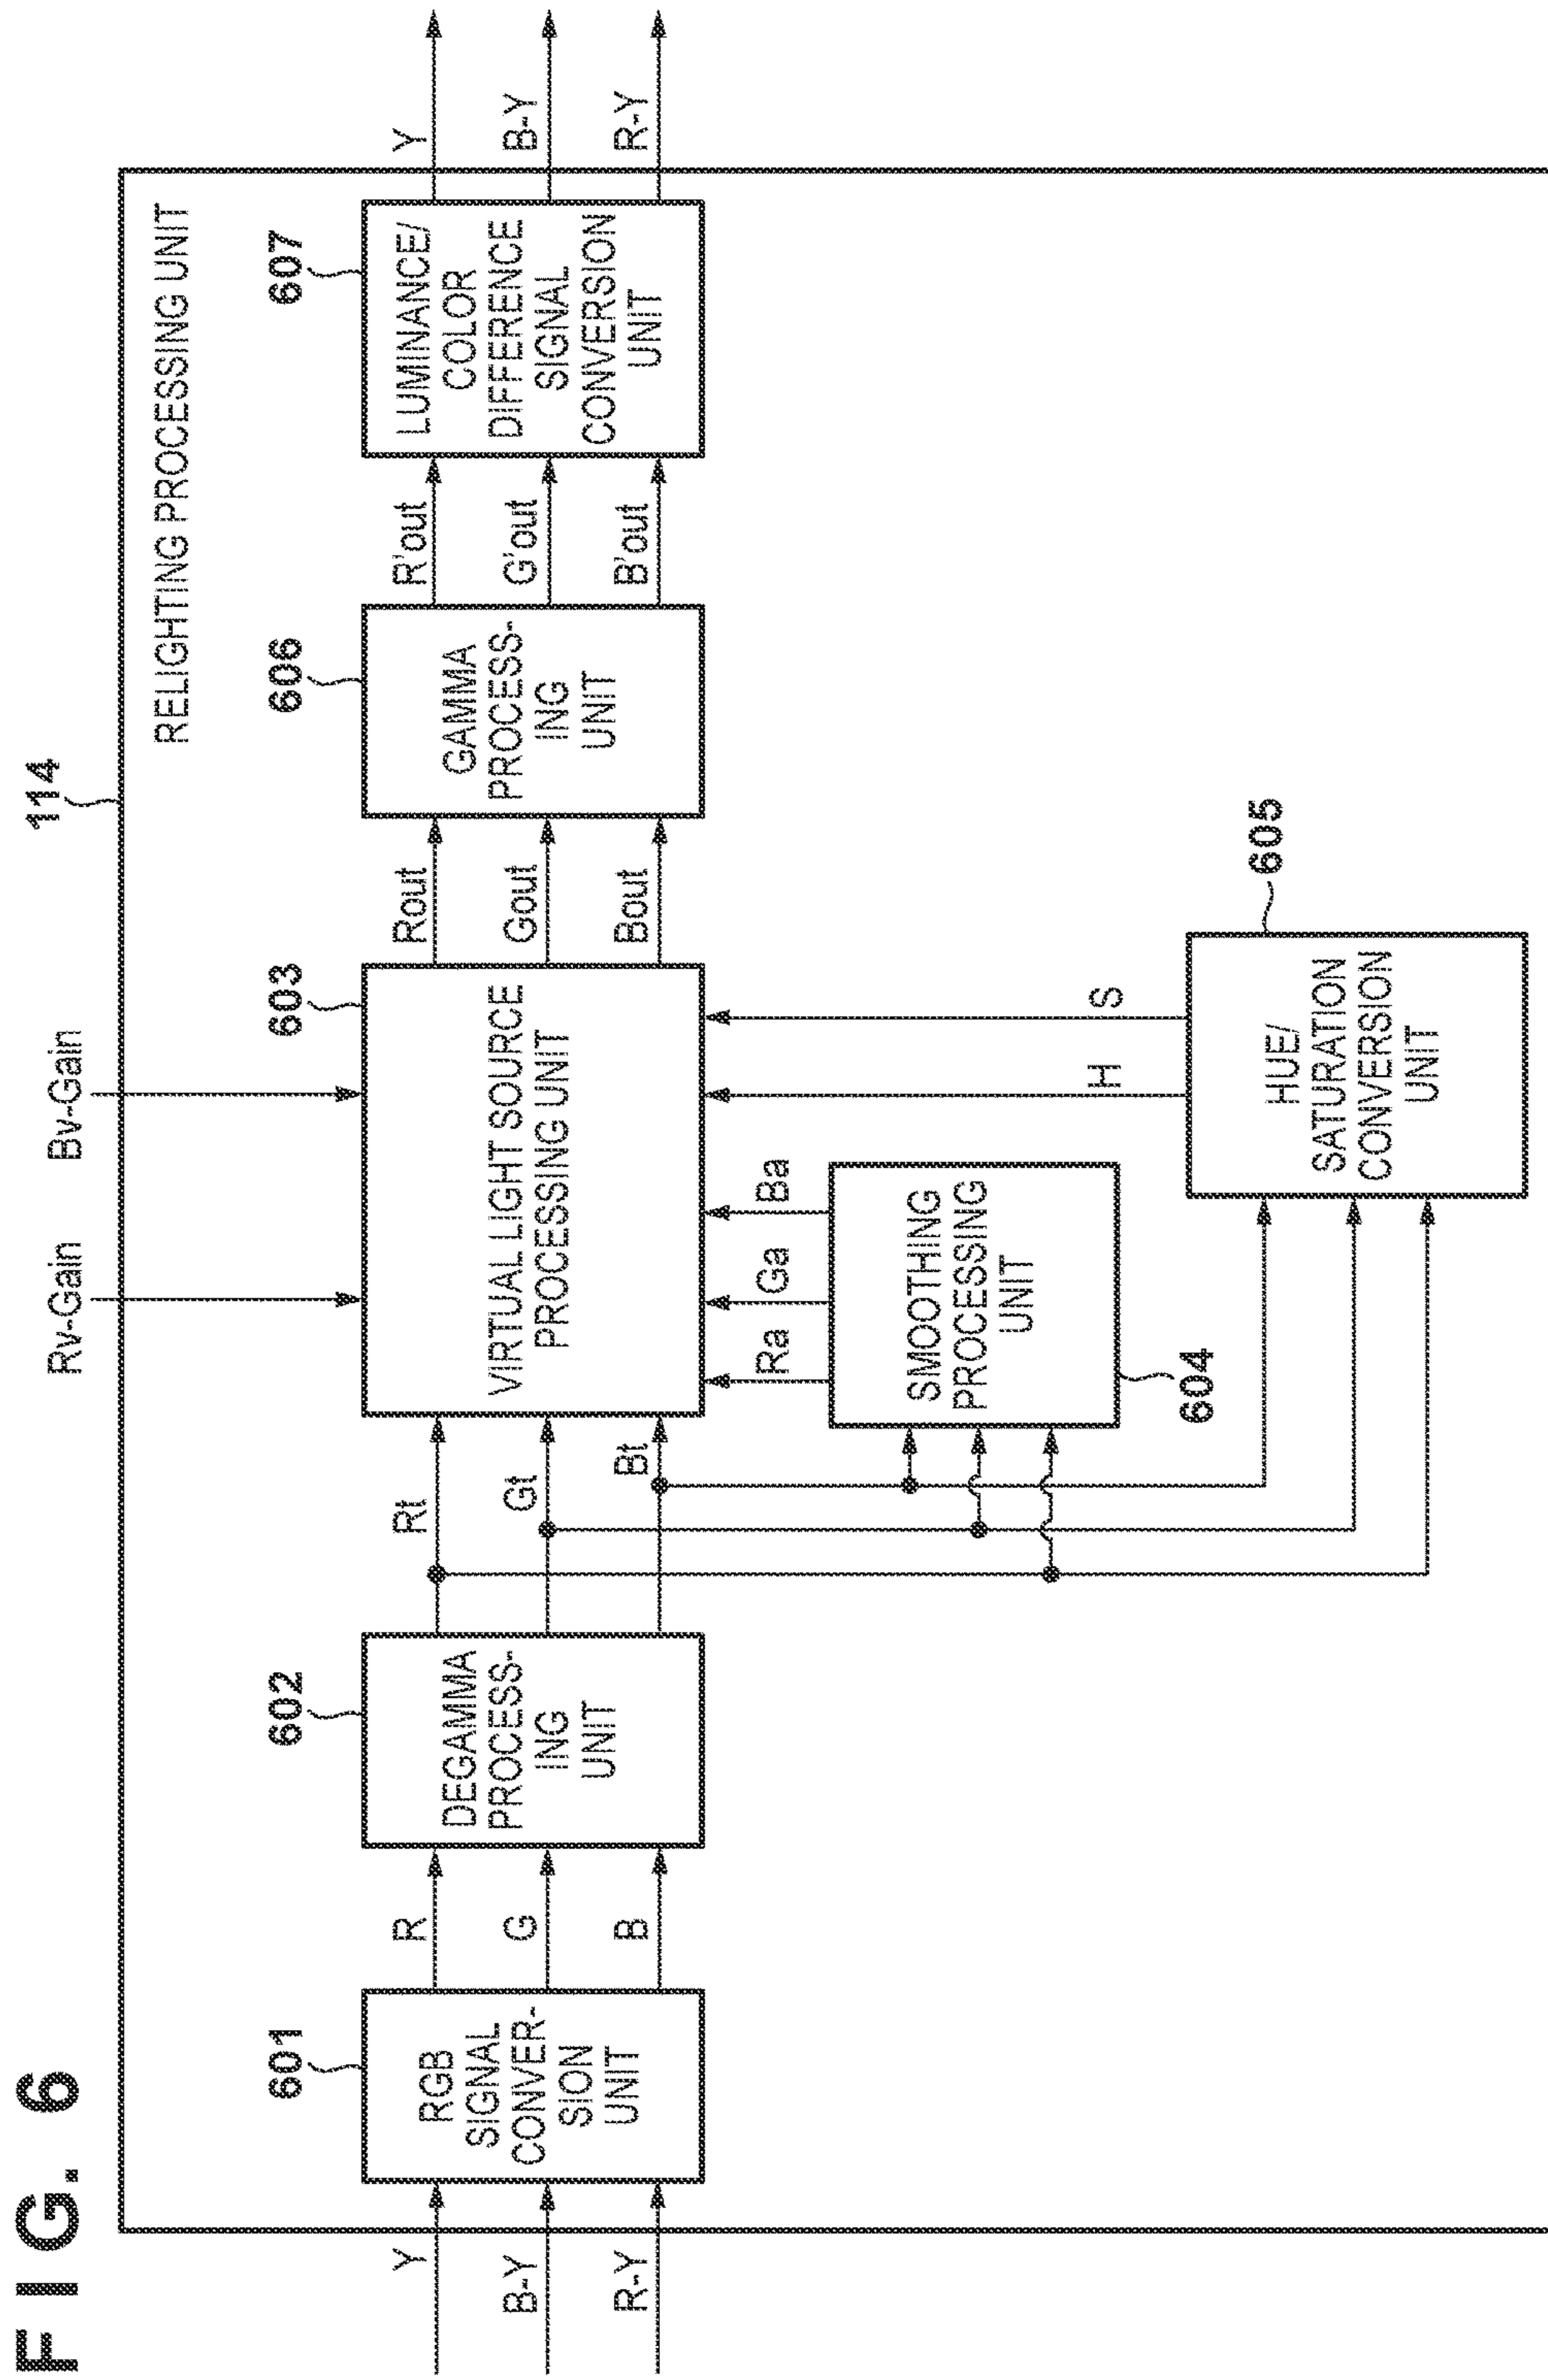 FIG. 6
114
RELIGHTING PROCESSING UNIT
Rv-Gain
Bv-Gain
Y
B-Y
R-Y
601
RGB
SIGNAL
CONVER-
SION
UNIT
R
G
B
602
DEGAMMA
PROCESS-
ING
UNIT
Rt
Gt
Bt
603
VIRTUAL LIGHT SOURCE
PROCESSING UNIT
Rout
Gout
Bout
606
GAMMA
PROCESS-
ING
UNIT
R'out
G'out
B'out
607
LUMINANCE/
COLOR
DIFFERENCE
SIGNAL
CONVERSION
UNIT
Y
B-Y
R-Y
Ra
Ga
Ba
H
S
SMOOTHING
PROCESSING
UNIT
604
605
HUE/
SATURATION
CONVERSION
UNIT